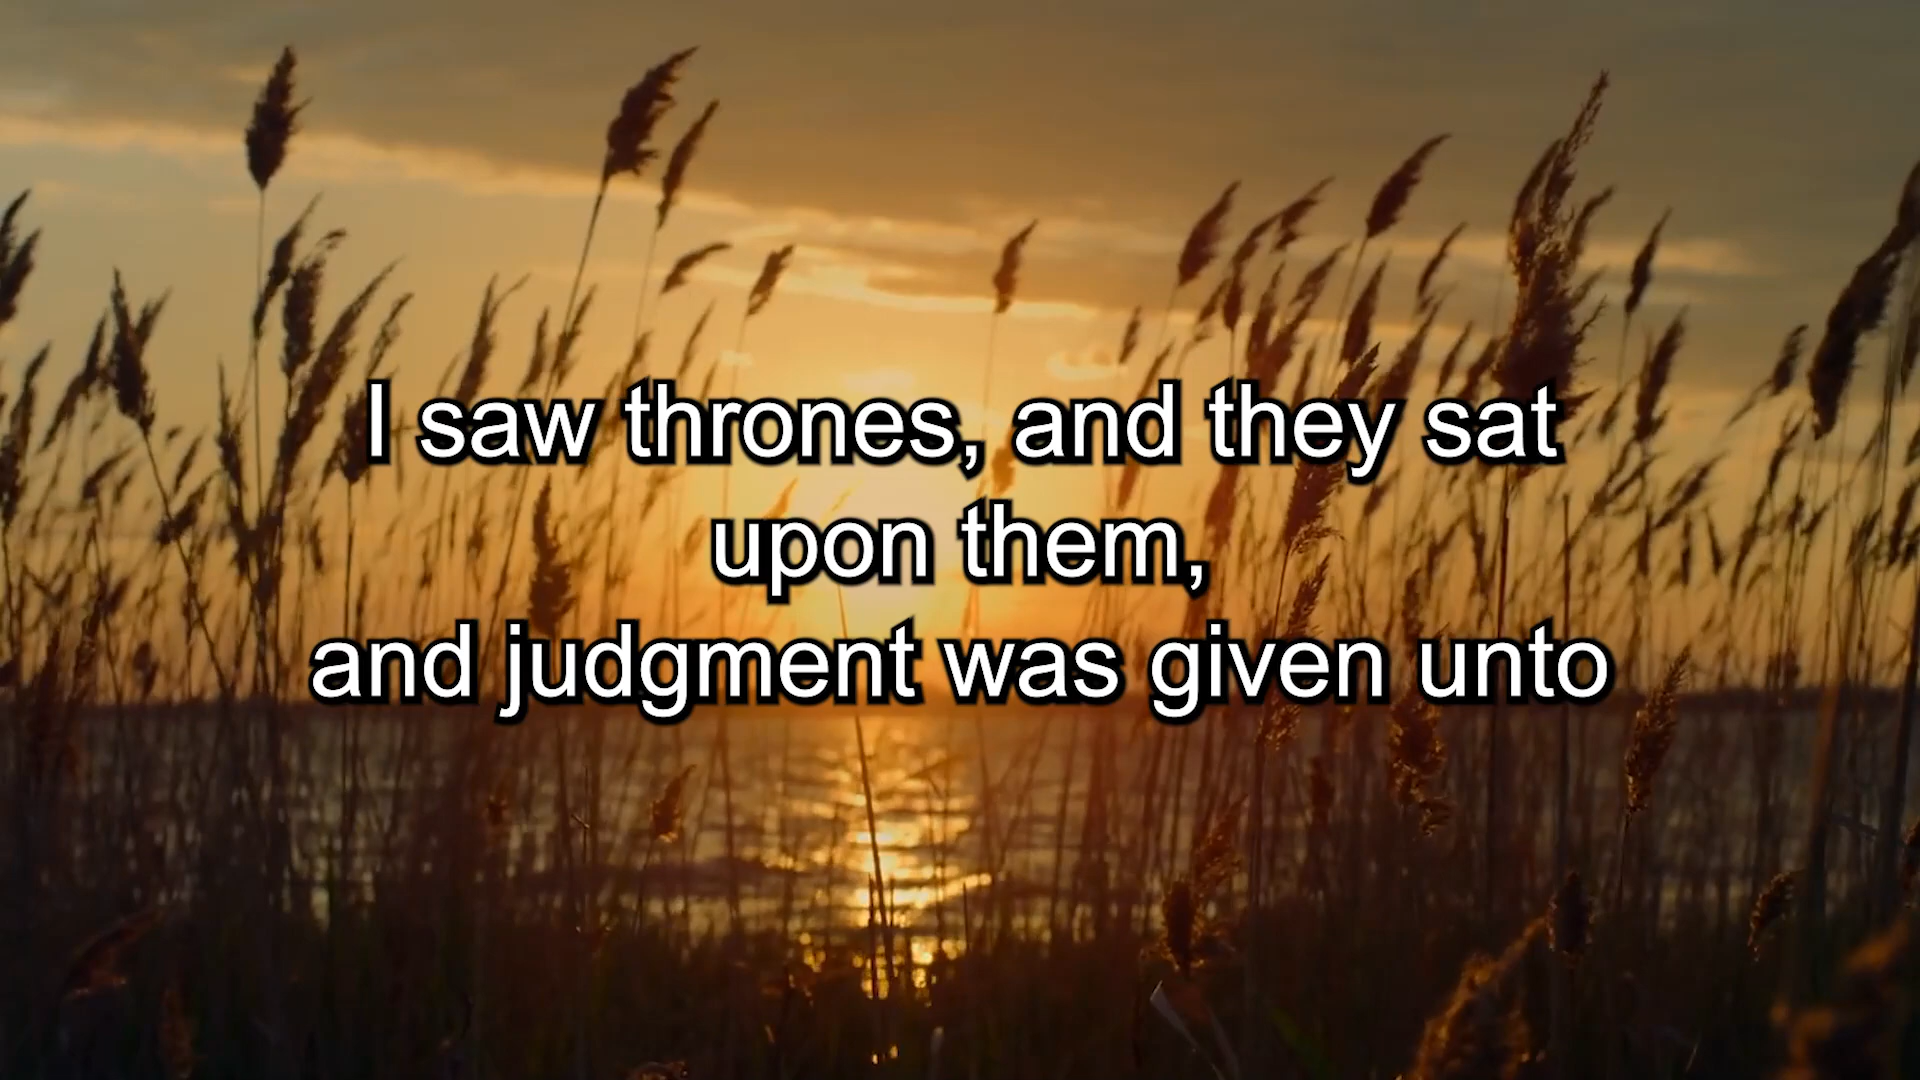 I saw thrones, and they sat
upon them,
and judgment was given unto